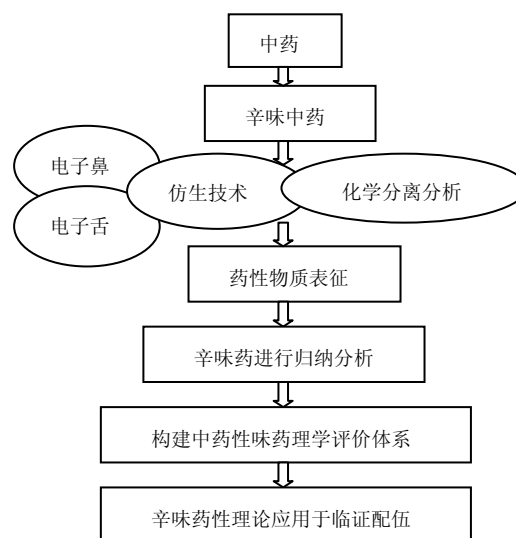 中药
辛味中药
电子鼻
仿生技术
化学分离分析
电子舌
药性物质表征
辛味药进行归纳分析
构建中药性味药理学评价体系
辛味药性理论应用于临证配伍